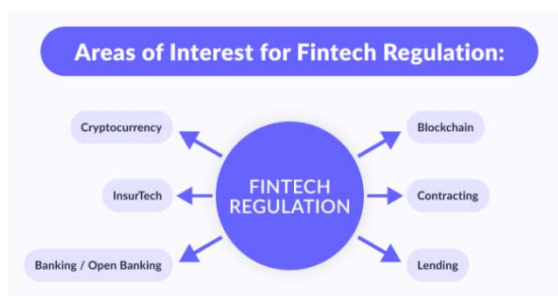 Areas of Interest for Fintech Regulation:
Cryptocurrency
Blockchain
InsurTech
FINTECH
REGULATION
Contracting
Banking / Open Banking
Lending